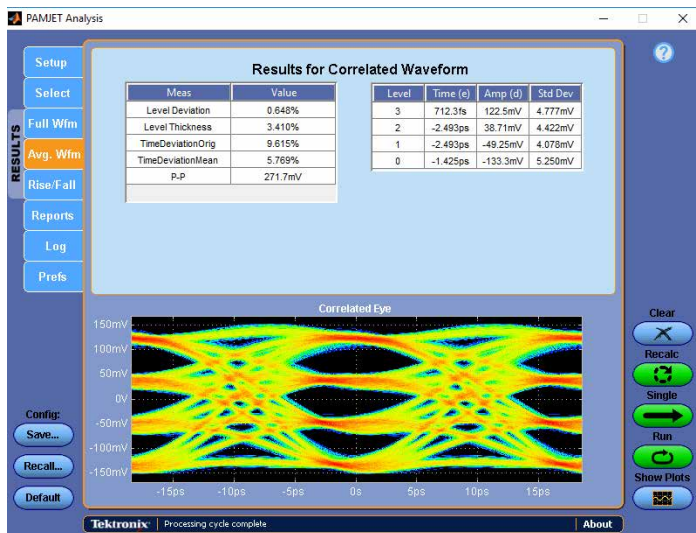 PAMJET Analysis
Setup
Select
Full Wfm
Avg. Wfm
Rise/Fall
Reports
Log
Prefs
RESULTS
Config:
Save...
Recall...
Default
Results for Correlated Waveform
Meas Value
Level Deviation 0.648%
Level Thickness 3.410%
TimeDeviationOrig 9.615%
TimeDeviationMean 5.769%
P-P 271.7mV
Level Time (e) Amp (d) Std Dev
3 712.3fs 122.5mV 4.777mV
2 -2.493ps 38.71mV 4.422mV
1 -2.493ps -49.25mV 4.078mV
0 -1.425ps -133.3mV 5.250mV
Correlated Eye
150mV
100mV
50mV
0V
-50mV
-100mV
-150mV
-15ps -10ps -5ps 0s 5ps 10ps 15ps
?
Clear
Recalc
Single
Run
Show Plots
Tektronix Processing cycle complete About